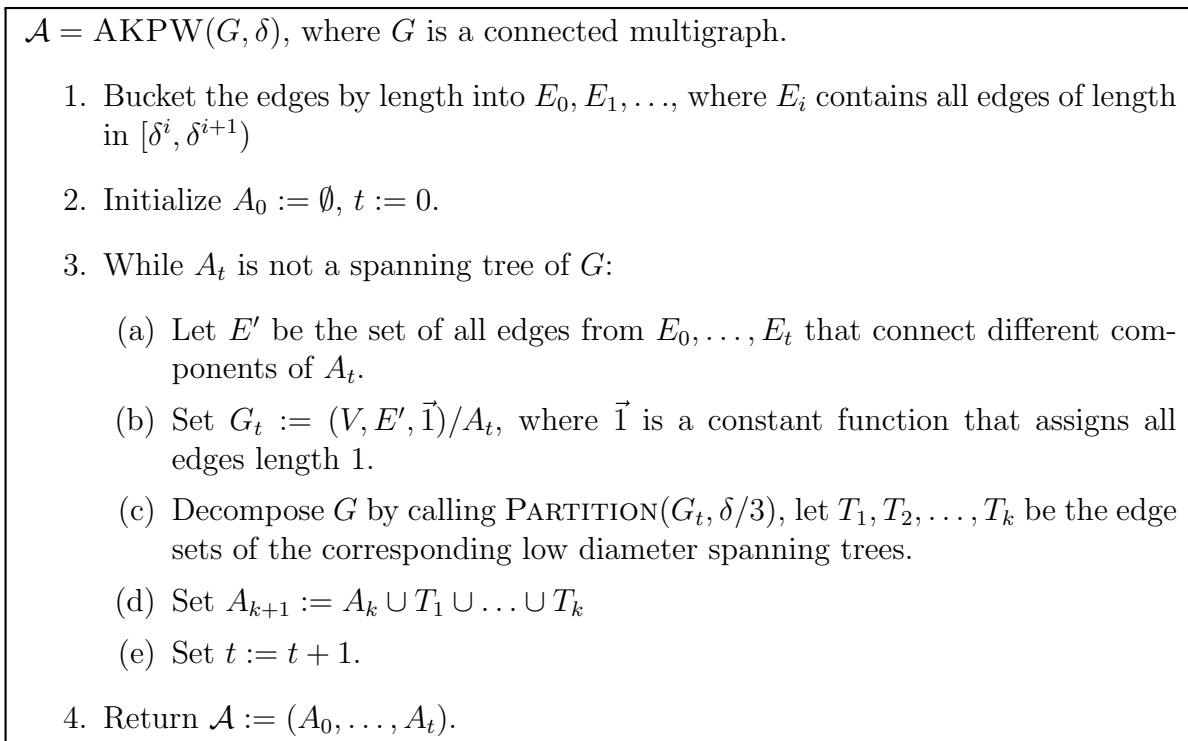 𝒜 = AKPW(G, δ), where G is a connected multigraph.
1. Bucket the edges by length into E₀, E₁, . . ., where Eᵢ contains all edges of length
in [δⁱ, δⁱ⁺¹)
2. Initialize A₀ := ∅, t := 0.
3. While Aₜ is not a spanning tree of G:
(a) Let E′ be the set of all edges from E₀, . . . , Eₜ that connect different com-
ponents of Aₜ.
(b) Set Gₜ := (V, E′, 1⃗)/Aₜ, where 1⃗ is a constant function that assigns all
edges length 1.
(c) Decompose G by calling PARTITION(Gₜ, δ/3), let T₁, T₂, . . . , Tₖ be the edge
sets of the corresponding low diameter spanning trees.
(d) Set Aₖ₊₁ := Aₖ ∪ T₁ ∪ . . . ∪ Tₖ
(e) Set t := t + 1.
4. Return 𝒜 := (A₀, . . . , Aₜ).